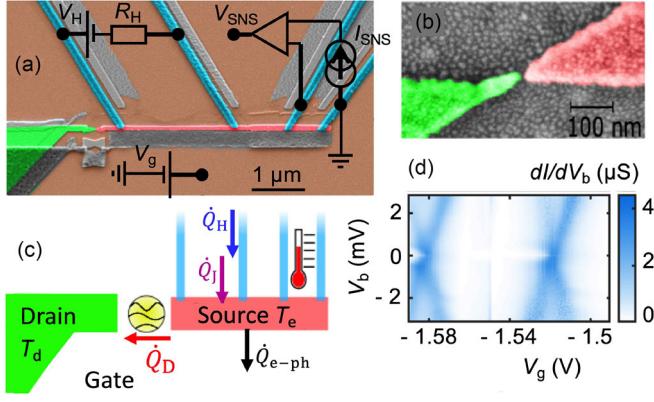 V_H
R_H
V_SNS
I_SNS
(a)
V_g
1 μm
(b)
100 nm
(c)
Q̇_H
Q̇_J
Drain
T_d
Source T_e
Q̇_D
Q̇_e–ph
Gate
(d)
dI/dV_b (μS)
V_b (mV)
2
0
- 2
4
2
0
- 1.58
- 1.54
- 1.5
V_g (V)